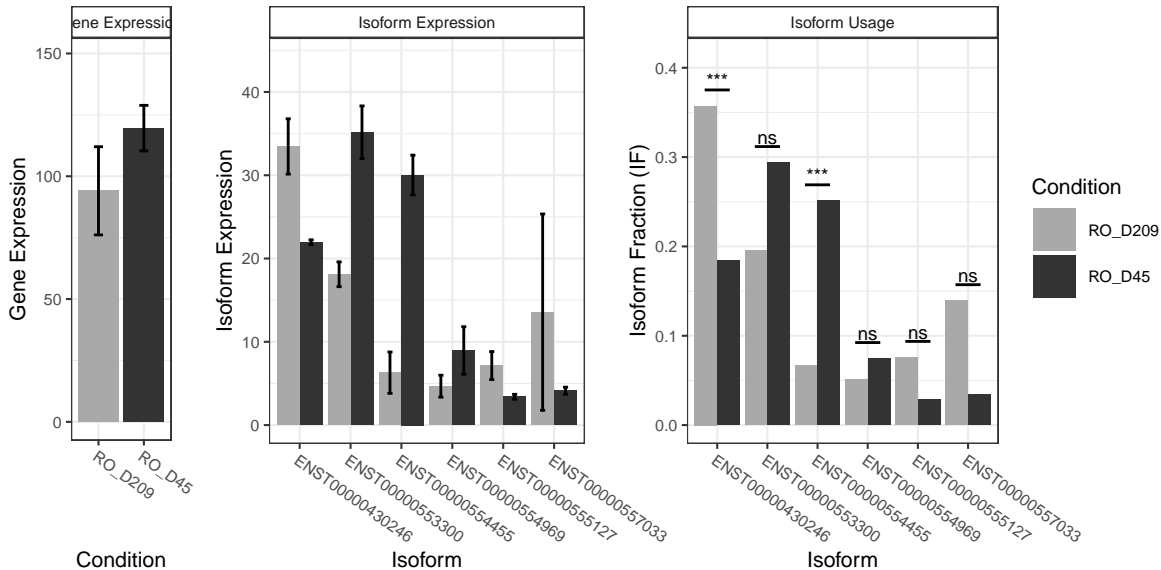 ene Expressio
Gene Expression
150
100
50
0
RO_D209
RO_D45
Condition
Isoform Expression
Isoform Expression
40
30
20
10
0
ENST00000430246
ENST00000553300
ENST00000554455
ENST00000554969
ENST00000555127
ENST00000557033
Isoform
Isoform Usage
Isoform Fraction (IF)
0.4
0.3
0.2
0.1
0.0
***
ns
***
ns
ns
ns
ENST00000430246
ENST00000553300
ENST00000554455
ENST00000554969
ENST00000555127
ENST00000557033
Isoform
Condition
RO_D209
RO_D45